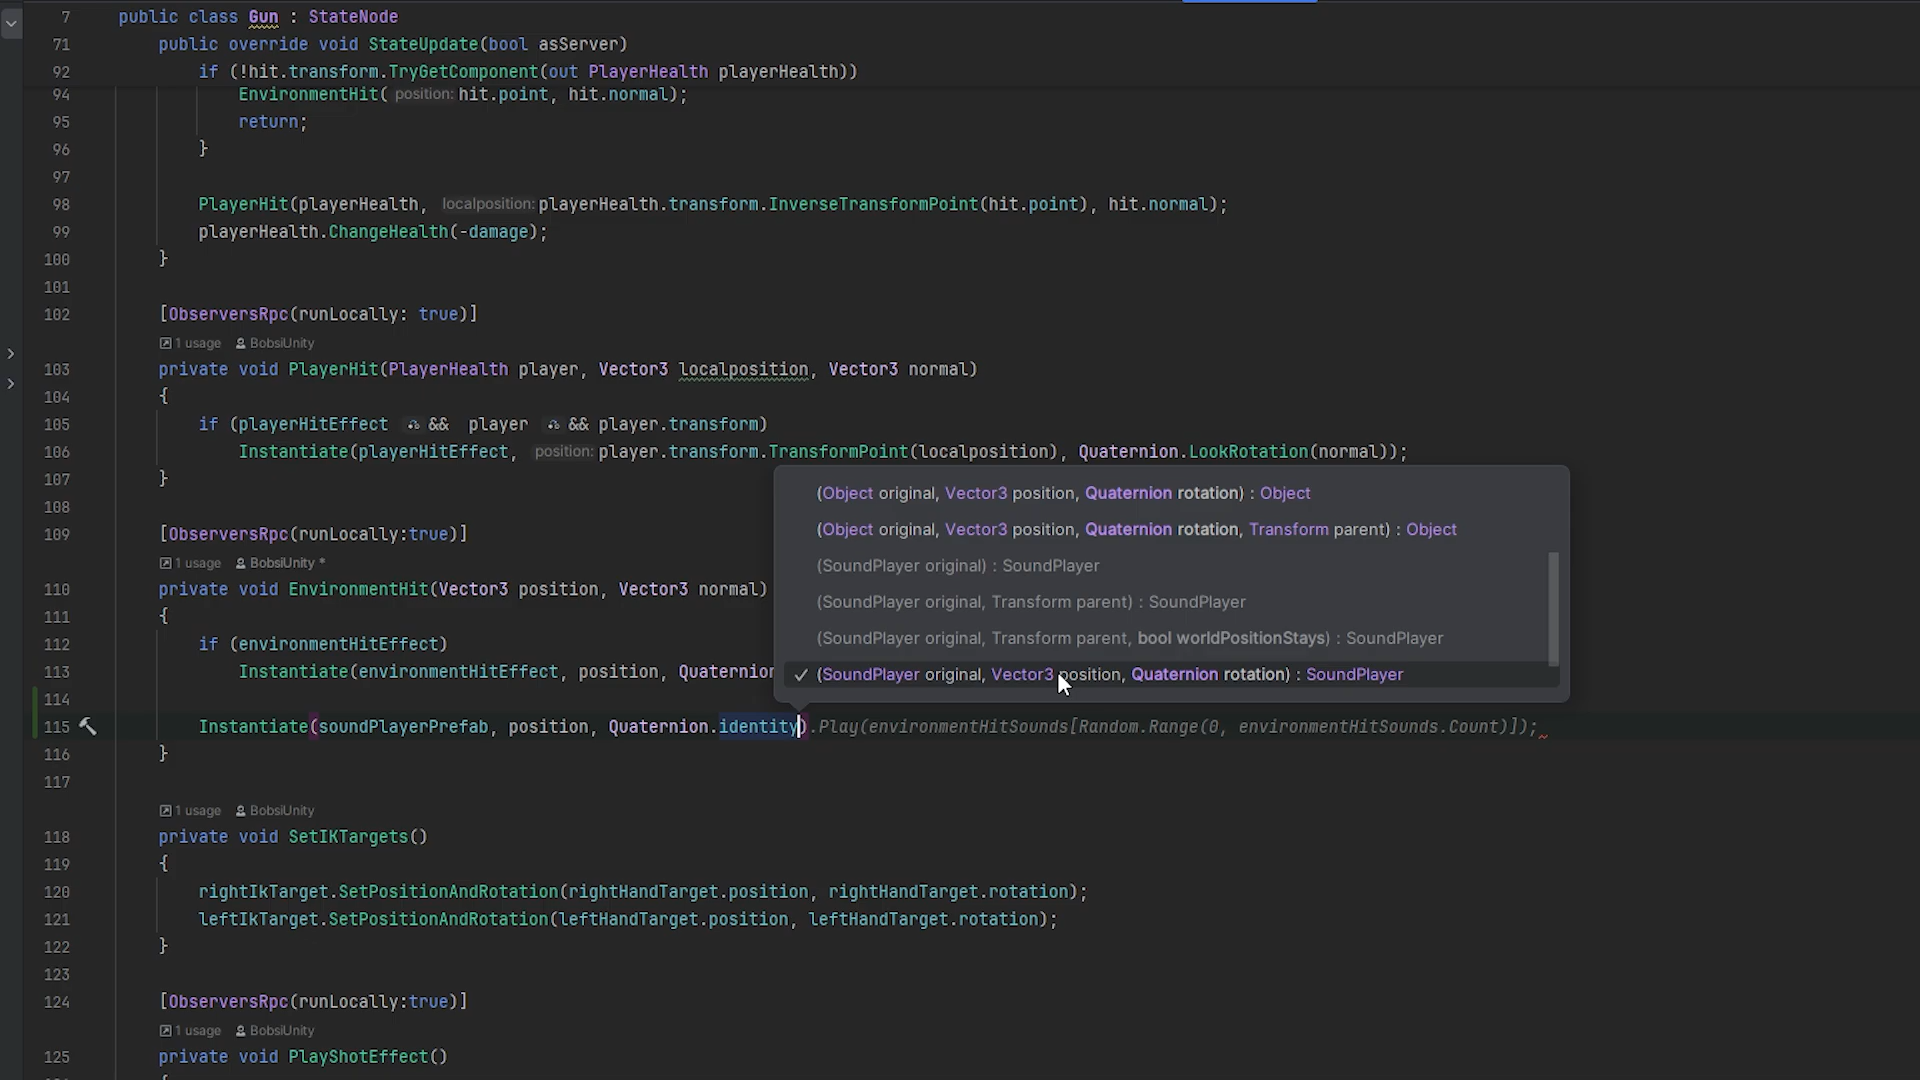 7 public class Gun : StateNode
71 public override void StateUpdate(bool asServer)
92 if (!hit.transform.TryGetComponent(out PlayerHealth playerHealth))
94 EnvironmentHit( position: hit.point, hit.normal);
95 return;
96 }
97
98 PlayerHit(playerHealth, localposition: playerHealth.transform.InverseTransformPoint(hit.point), hit.normal);
99 playerHealth.ChangeHealth(-damage);
100 }
101
102 [ObserversRpc(runLocally: true)]
1 usage BobsiUnity
103 private void PlayerHit(PlayerHealth player, Vector3 localposition, Vector3 normal)
104 {
105 if (playerHitEffect && player && player.transform)
106 Instantiate(playerHitEffect, position: player.transform.TransformPoint(localposition), Quaternion.LookRotation(normal));
107 }
108
109 [ObserversRpc(runLocally:true)]
1 usage BobsiUnity *
110 private void EnvironmentHit(Vector3 position, Vector3 normal)
111 {
112 if (environmentHitEffect)
113 Instantiate(environmentHitEffect, position, Quaternion
114
(Object original, Vector3 position, Quaternion rotation) : Object
(Object original, Vector3 position, Quaternion rotation, Transform parent) : Object
(SoundPlayer original) : SoundPlayer
(SoundPlayer original, Transform parent) : SoundPlayer
(SoundPlayer original, Transform parent, bool worldPositionStays) : SoundPlayer
✓ (SoundPlayer original, Vector3 position, Quaternion rotation) : SoundPlayer
115 Instantiate(soundPlayerPrefab, position, Quaternion.identity).Play(environmentHitSounds[Random.Range(0, environmentHitSounds.Count)]);
116 }
117
1 usage BobsiUnity
118 private void SetIKTargets()
119 {
120 rightIkTarget.SetPositionAndRotation(rightHandTarget.position, rightHandTarget.rotation);
121 leftIkTarget.SetPositionAndRotation(leftHandTarget.position, leftHandTarget.rotation);
122 }
123
124 [ObserversRpc(runLocally:true)]
1 usage BobsiUnity
125 private void PlayShotEffect()